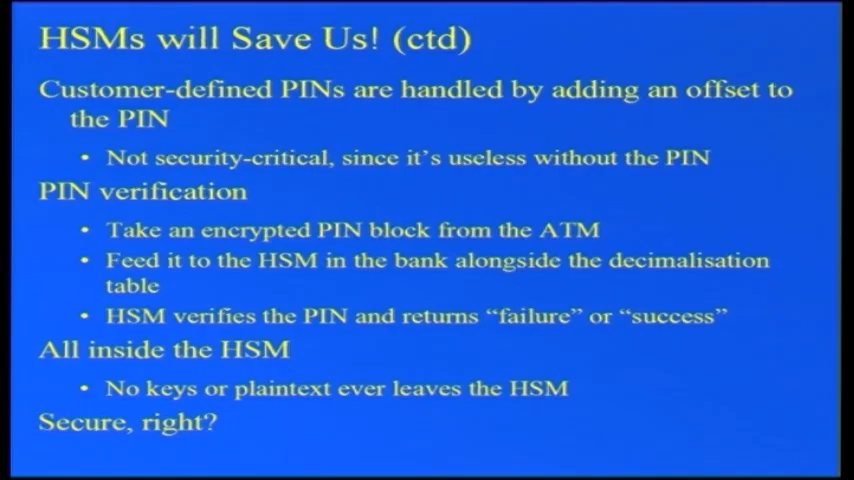 HSMs will Save Us! (ctd)
Customer-defined PINs are handled by adding an offset to
the PIN
• Not security-critical, since it's useless without the PIN
PIN verification
• Take an encrypted PIN block from the ATM
• Feed it to the HSM in the bank alongside the decimalisation
table
• HSM verifies the PIN and returns “failure” or “success”
All inside the HSM
• No keys or plaintext ever leaves the HSM
Secure, right?